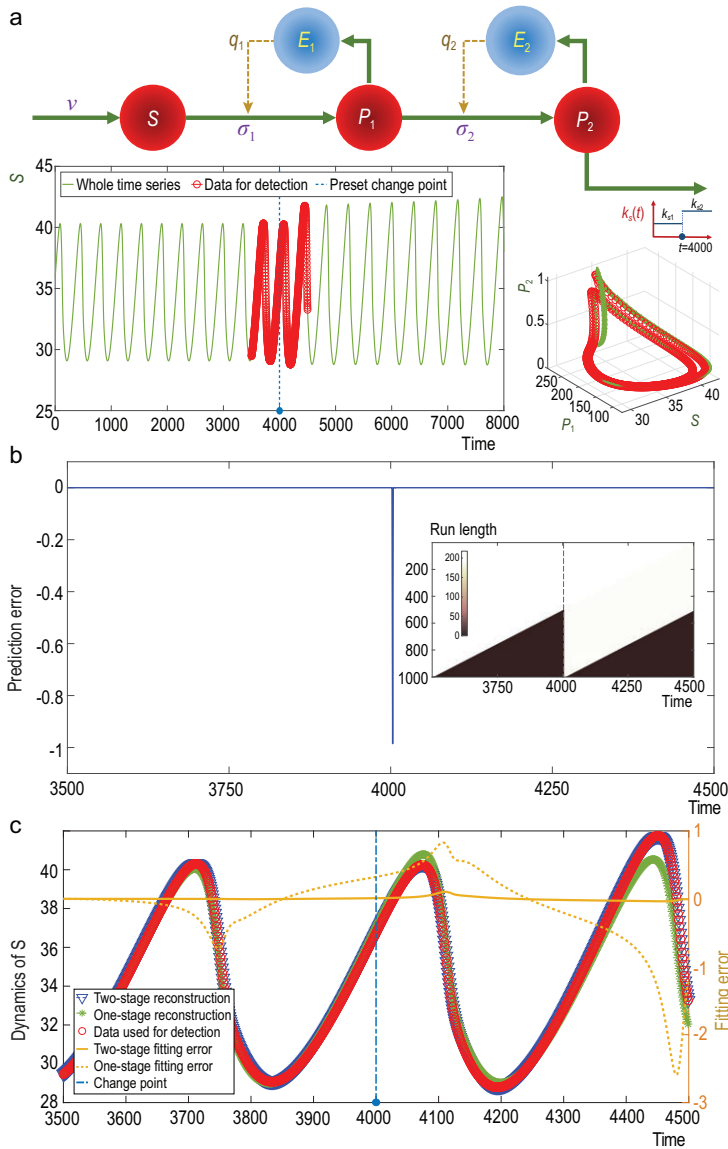 a
q1 E1 q2 E2
v S σ1 P1 σ2 P2
S
45
40
35
30
25
Whole time series Data for detection Preset change point
0 1000 2000 3000 4000 5000 6000 7000 8000
Time
ks(t) ks1 ks2
t=4000
P2
1
0.5
0
250
200
150
100
P1
30 35 40
S
b
Prediction error
0
-0.2
-0.4
-0.6
-0.8
-1
3500 3750 4000 4250 4500
Time
Run length
200
150
100
50
0
200
400
600
800
1000
3750 4000 4250 4500
Time
c
Dynamics of S
40
38
36
34
32
30
28
Two-stage reconstruction
One-stage reconstruction
Data used for detection
Two-stage fitting error
One-stage fitting error
Change point
3500 3600 3700 3800 3900 4000 4100 4200 4300 4400 4500
Time
1
0
-1
-2
-3
Fitting error